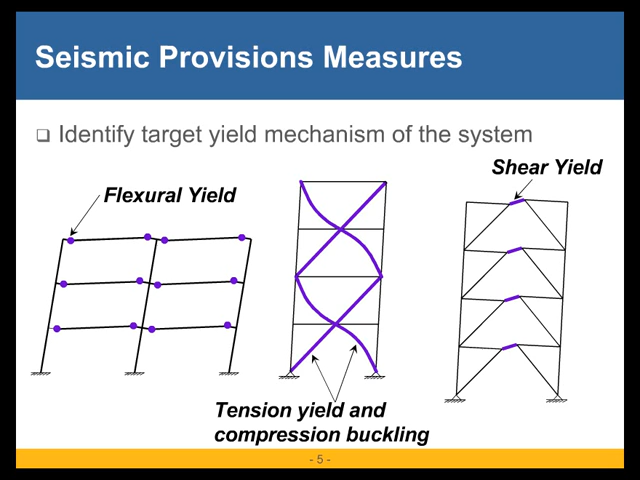 Seismic Provisions Measures
Identify target yield mechanism of the system
Shear Yield
Flexural Yield
Tension yield and
compression buckling
- 5 -